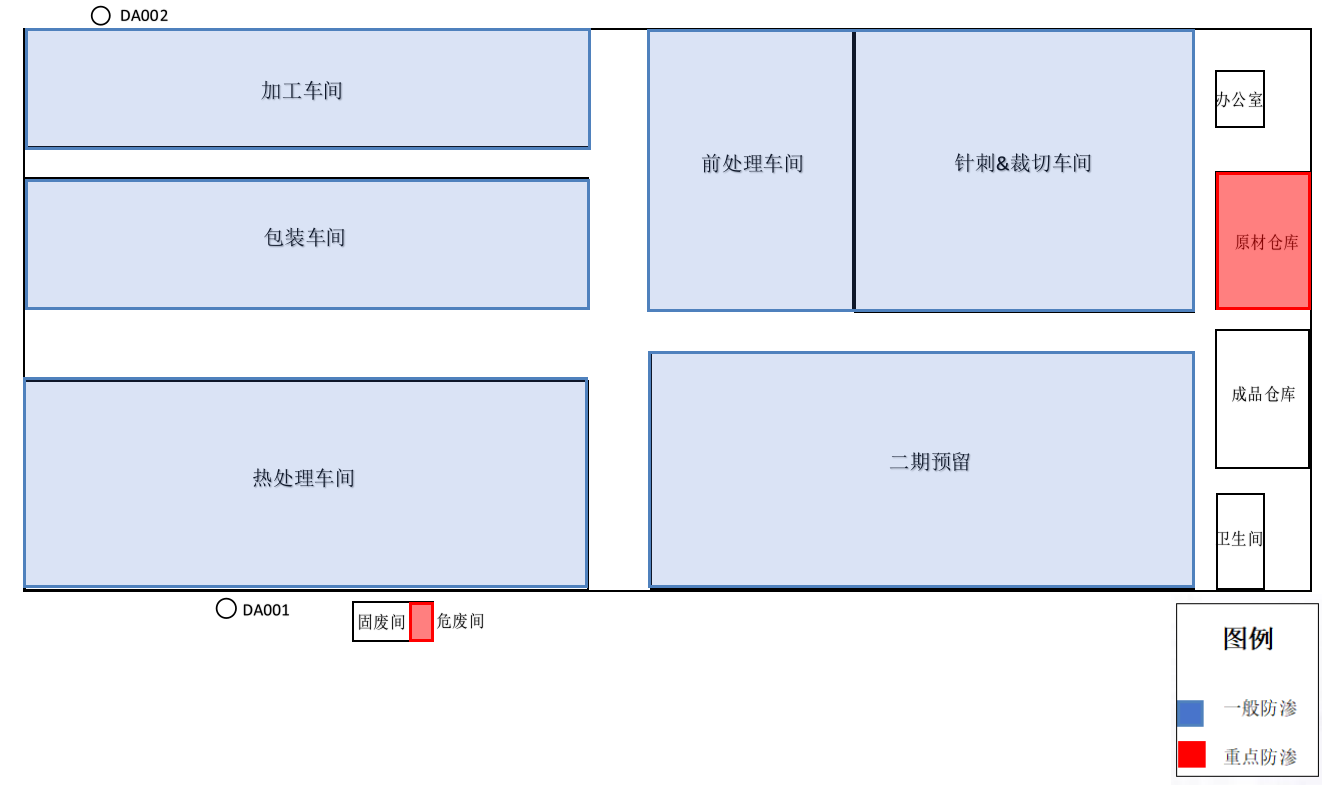 DA002
加工车间
办公室
前处理车间
针刺&裁切车间
包装车间
原材仓库
成品仓库
热处理车间
二期预留
卫生间
DA001
固废间
危废间
图例
一般防渗
重点防渗